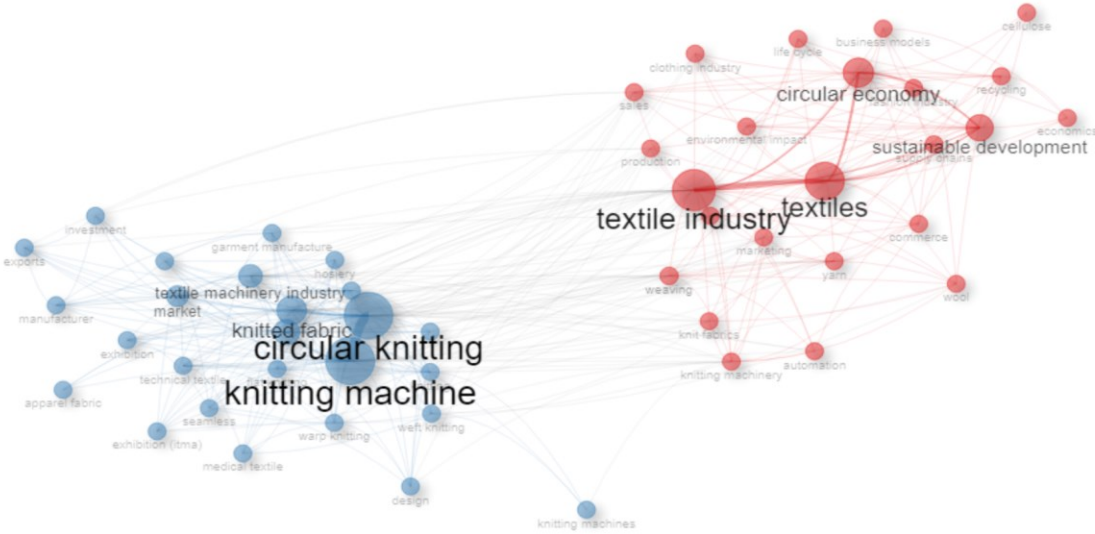 cellulose
business models
life cycle
clothing industry
circular economy
recycling
fashion industry
sales
economics
environmental impact
sustainable development
supply chains
production
textile industry
textiles
commerce
investment
garment manufacture
marketing
exports
hosiery
yarn
weaving
wool
textile machinery industry
market
manufacturer
knitted fabric
knit fabrics
circular knitting
exhibition
automation
knitting machinery
technical textile
knitting machine
apparel fabric
seamless
weft knitting
warp knitting
exhibition (itma)
medical textile
design
knitting machines